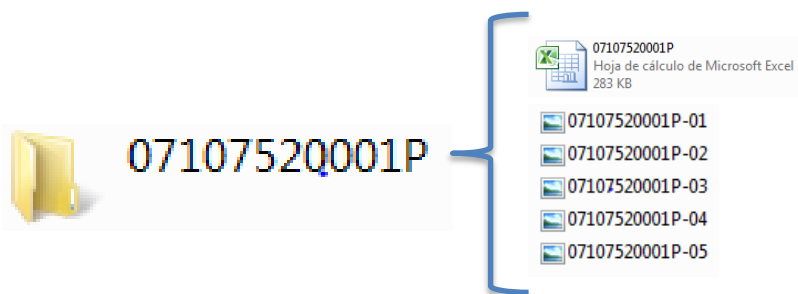 07107520001P
07107520001P
Hoja de cálculo de Microsoft Excel
283 KB
07107520001P-01
07107520001P-02
07107520001P-03
07107520001P-04
07107520001P-05